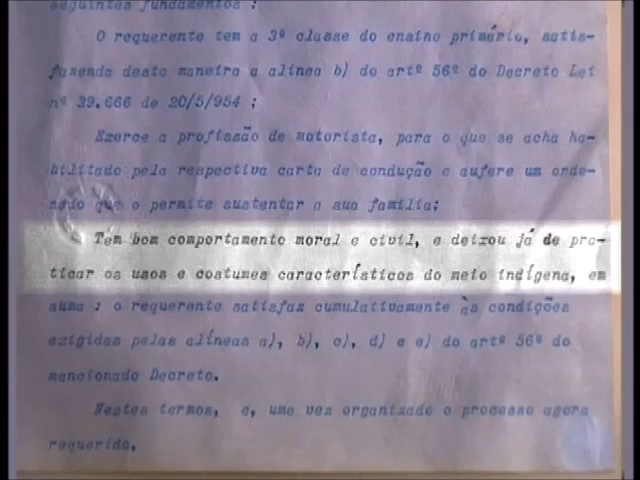 seguintes fundamentos :
O requerente tem a 3ª classe do ensino primário, satis-
fazendo desta maneira a alínea b) do artº 56º do Decreto Lei
nº 39.666 de 20/5/954 ;
Exerce a profissão de motorista, para o que se acha ha-
bilitado pela respectiva carta de condução e aufere um orde-
nado que o permite sustentar a sua família;
Tem bom comportamento moral e civil, e deixou já de pra-
ticar os usos e costumes característicos do meio indígena, em
suma : o requerente satisfaz cumulativamente às condições
exigidas pelas alíneas a), b), c), d) e e) do artº 56º do
mencionado Decreto.
Nestes termos, e, uma vez organizado o processo agora
requerido,